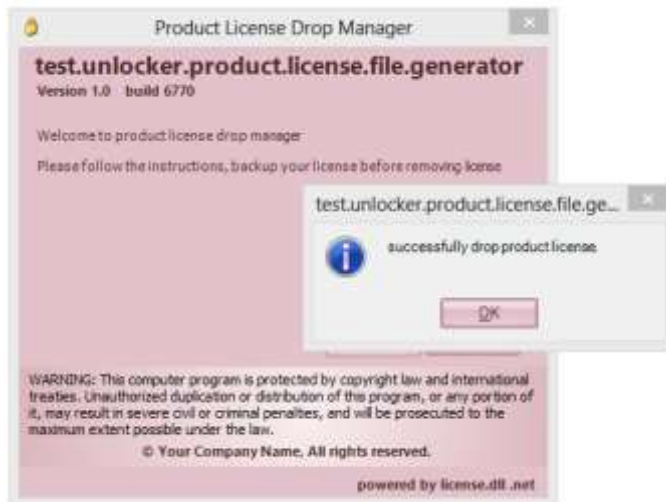 Product License Drop Manager
test.unlocker.product.license.file.generator
Version 1.0 build 6770
Welcome to product license drop manager
Please follow the instructions, backup your license before removing license
test.unlocker.product.license.file.ge...
successfully drop product license.
OK
WARNING: This computer program is protected by copyright law and international
treaties. Unauthorized duplication or distribution of this program, or any portion of
it, may result in severe civil or criminal penalties, and will be prosecuted to the
maximum extent possible under the law.
© Your Company Name, All rights reserved.
powered by license.dll .net